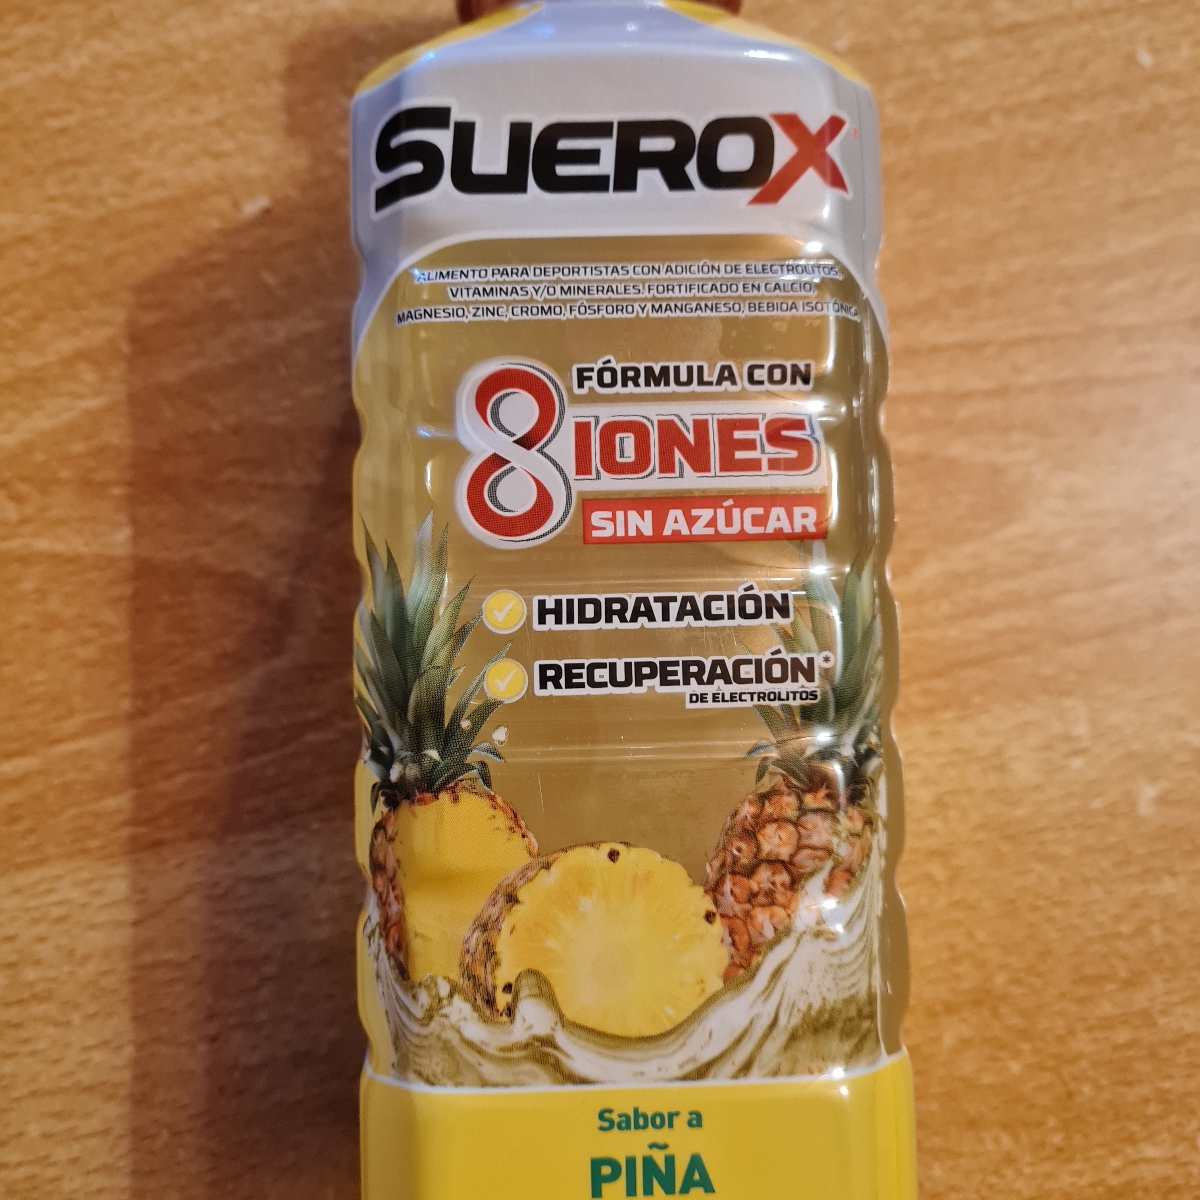 SUEROX
ALIMENTO PARA DEPORTISTAS CON ADICIÓN DE ELECTRÓLITOS,
VITAMINAS Y/O MINERALES. FORTIFICADO EN CALCIO,
MAGNESIO, ZINC, CROMO, FÓSFORO Y MANGANESO, BEBIDA ISOTÓNICA
8 FÓRMULA CON
IONES
SIN AZÚCAR
HIDRATACIÓN
RECUPERACIÓN*
DE ELECTROLITOS
Sabor a
PIÑA